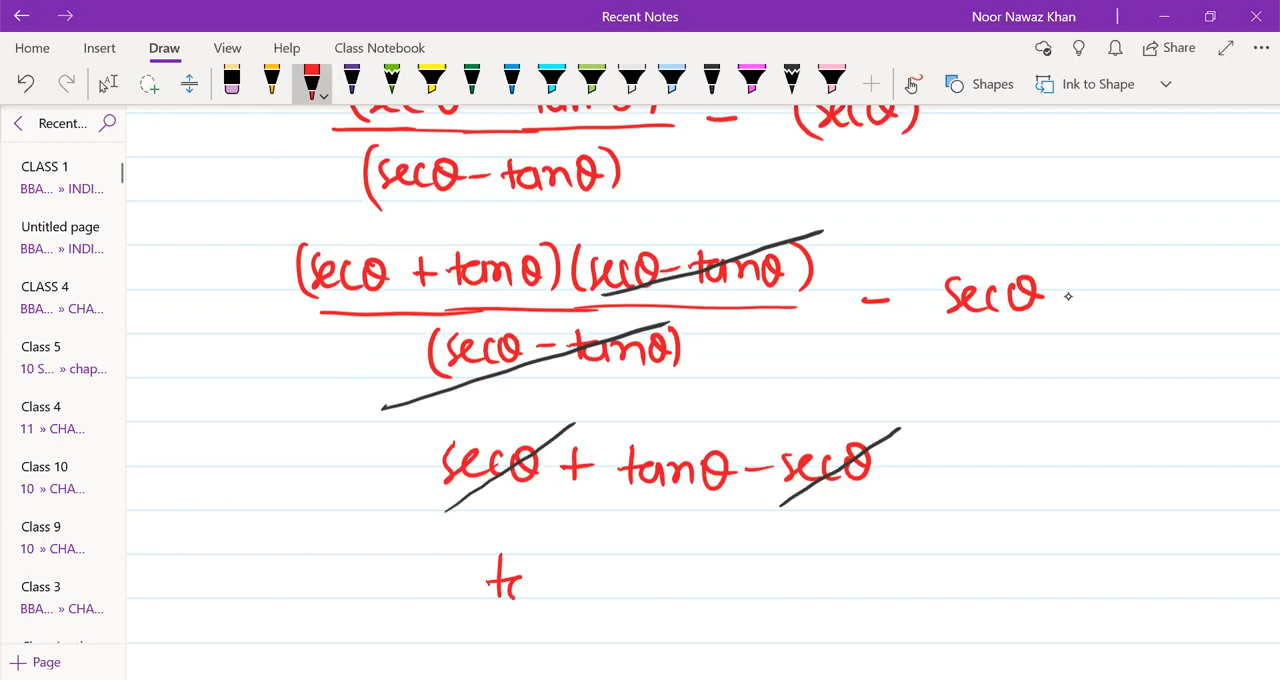 Recent Notes
Noor Nawaz Khan
Home Insert Draw View Help Class Notebook
Share
Shapes
Ink to Shape
Recent...
CLASS 1
BBA... » INDI...
Untitled page
BBA... » INDI...
CLASS 4
BBA... » CHA...
Class 5
10 S... » chap...
Class 4
11 » CHA...
Class 10
10 » CHA...
Class 9
10 » CHA...
Class 3
BBA... » CHA...
+ Page
(secθ tanθ) − (secθ)
(secθ − tanθ)
(secθ + tanθ)(secθ − tanθ) − secθ
(secθ − tanθ)
secθ + tanθ − secθ